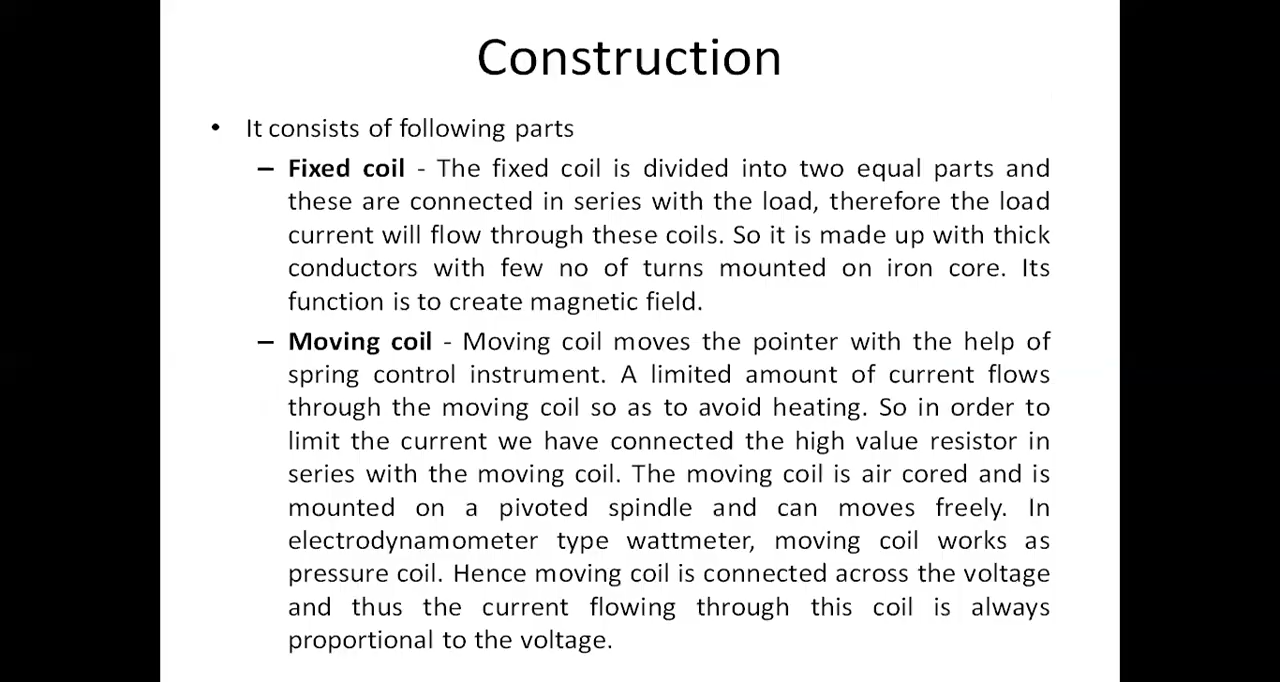 Construction
• It consists of following parts
– Fixed coil - The fixed coil is divided into two equal parts and
these are connected in series with the load, therefore the load
current will flow through these coils. So it is made up with thick
conductors with few no of turns mounted on iron core. Its
function is to create magnetic field.
– Moving coil - Moving coil moves the pointer with the help of
spring control instrument. A limited amount of current flows
through the moving coil so as to avoid heating. So in order to
limit the current we have connected the high value resistor in
series with the moving coil. The moving coil is air cored and is
mounted on a pivoted spindle and can moves freely. In
electrodynamometer type wattmeter, moving coil works as
pressure coil. Hence moving coil is connected across the voltage
and thus the current flowing through this coil is always
proportional to the voltage.